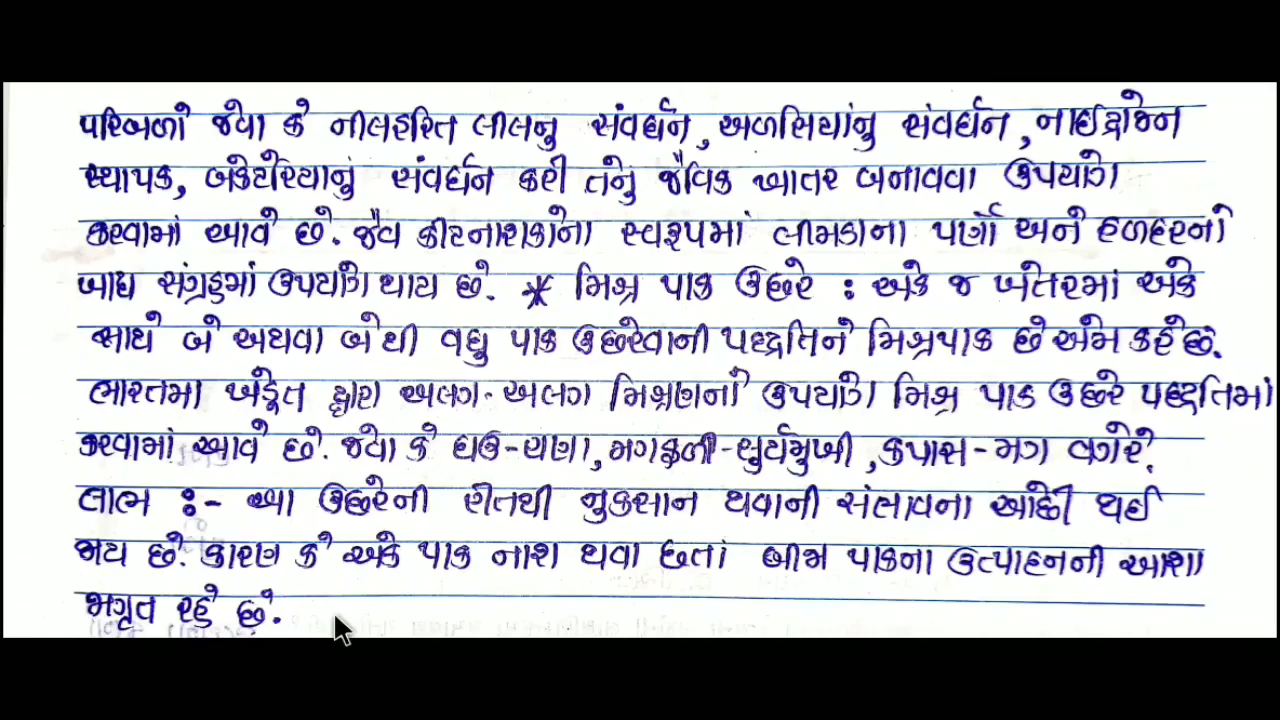 પરિબળો જેવા કે નીલહરિત લીલનુ સંવર્ધન, અળસિયાંનુ સંવર્ધન, નાઈટ્રોજન
સ્થાપક, બેક્ટેરિયાનું સંવર્ધન કરી તેનું જૈવિક ખાતર બનાવવા ઉપયોગ
કરવામાં આવે છે. જૈવ કીટનાશકોના સ્વરૂપમાં લીમડાના પર્ણો અને હળદરનો
ખાદ્ય સંગ્રહમાં ઉપયોગ થાય છે. * મિશ્ર પાક ઉછેર : એક જ ખેતરમાં એક
સાથે બે અથવા બેથી વધુ પાક ઉછેરવાની પદ્ધતિને મિશ્રપાક છે એમ કહે છે.
ભારતમા ખેડૂત દ્વારા અલગ-અલગ મિશ્રણનો ઉપયોગ મિશ્ર પાક ઉછેર પદ્ધતિમાં
કરવામાં આવે છે. જેવા કે ઘઉ-ચણા, મગફળી-સુર્યમુખી, કપાસ-મગ વગેરે.
લાભ :- આ ઉછેરની રીતથી નુકસાન થવાની સંભાવના ઓછી થઈ
જાય છે. કારણ કે એક પાક નાશ થવા છતાં બીજા પાકના ઉત્પાદનની આશા
જાગૃત રહે છે.